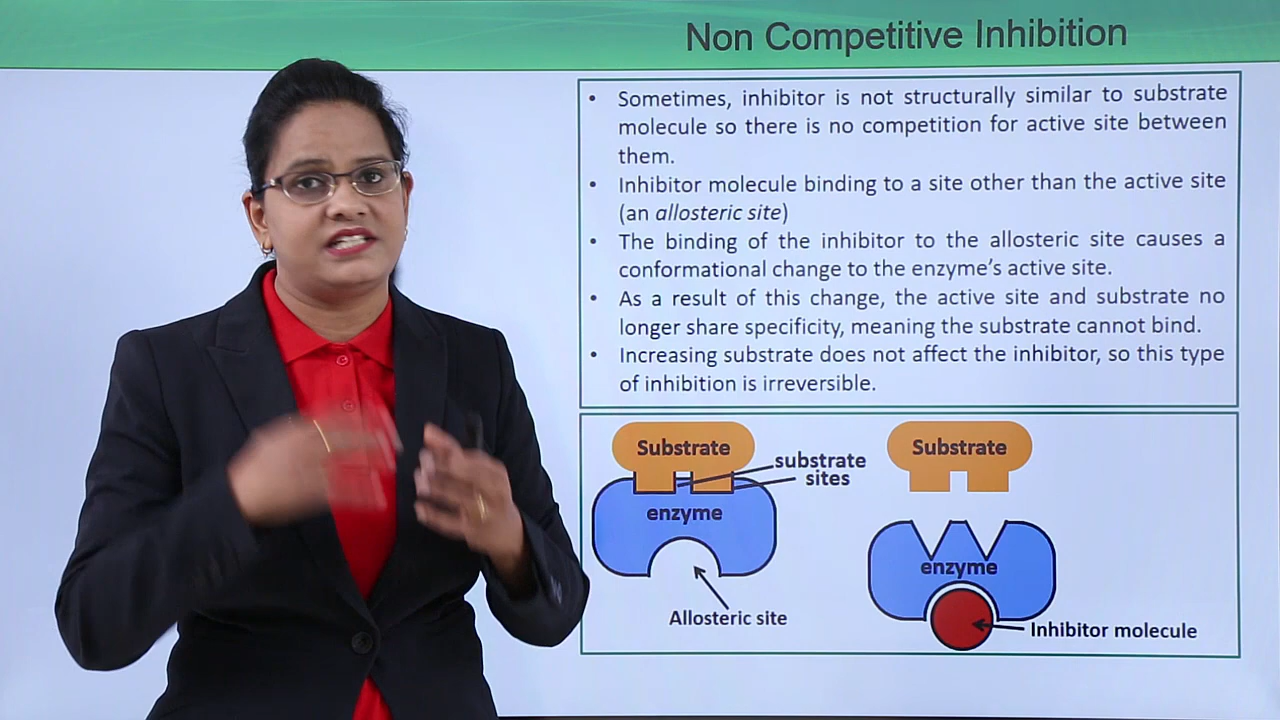 Non Competitive Inhibition
• Sometimes, inhibitor is not structurally similar to substrate
molecule so there is no competition for active site between
them.
• Inhibitor molecule binding to a site other than the active site
(an allosteric site)
• The binding of the inhibitor to the allosteric site causes a
conformational change to the enzyme's active site.
• As a result of this change, the active site and substrate no
longer share specificity, meaning the substrate cannot bind.
• Increasing substrate does not affect the inhibitor, so this type
of inhibition is irreversible.
Substrate
substrate
sites
enzyme
Allosteric site
Substrate
enzyme
Inhibitor molecule